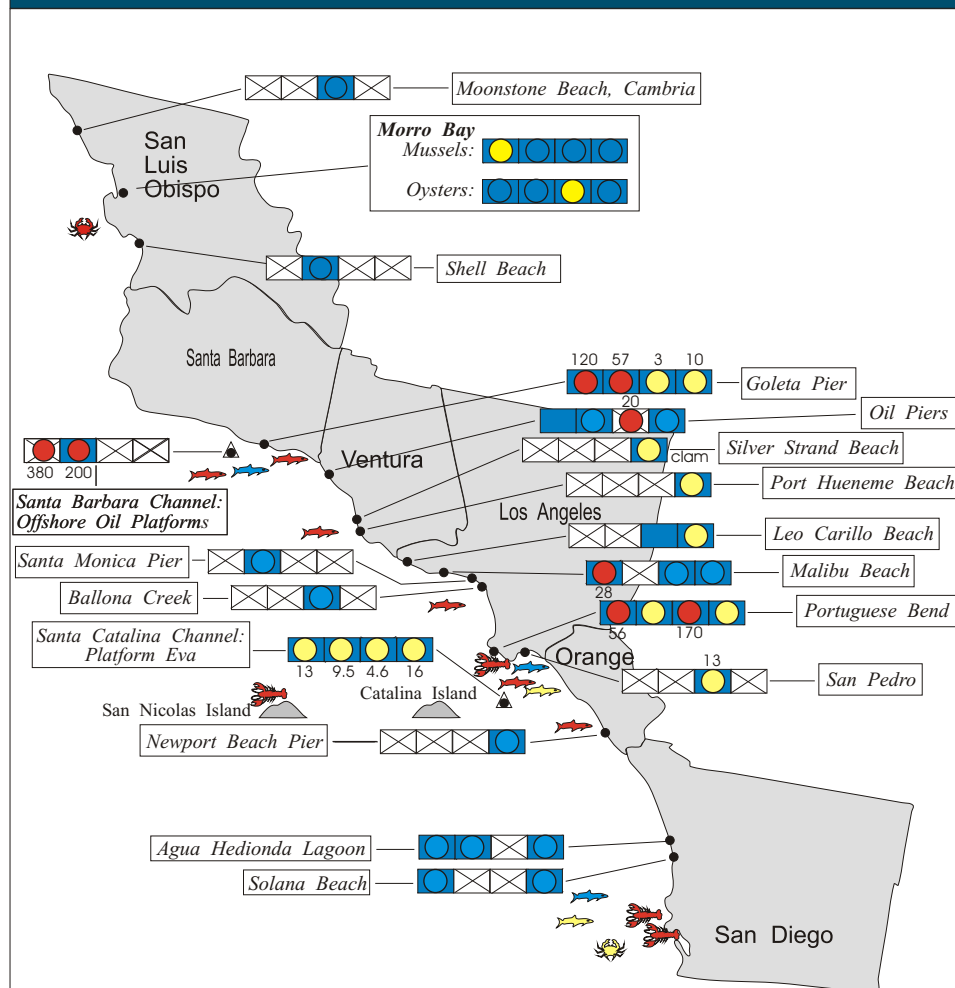 Moonstone Beach, Cambria
Morro Bay
Mussels:
Oysters:
San
Luis
Obispo
Shell Beach
Santa Barbara
120 57 3 10
Goleta Pier
20
Oil Piers
Silver Strand Beach
clam
380 200
Ventura
Port Hueneme Beach
Santa Barbara Channel:
Offshore Oil Platforms
Los Angeles
Leo Carillo Beach
Santa Monica Pier
Malibu Beach
28
Ballona Creek
Portuguese Bend
56 170
Santa Catalina Channel:
Platform Eva
13 9.5 4.6 16
Orange
13
San Pedro
Catalina Island
San Nicolas Island
Newport Beach Pier
Agua Hedionda Lagoon
Solana Beach
San Diego